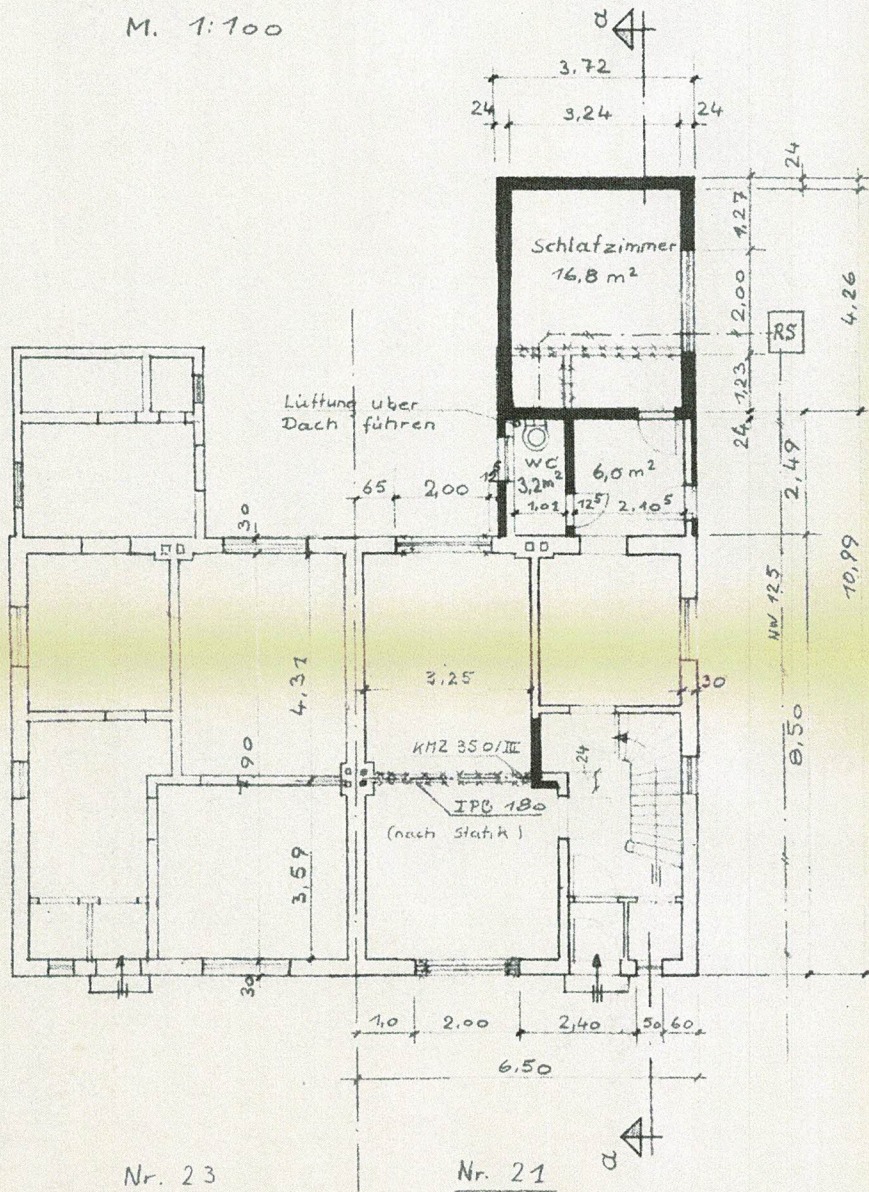 M. 1:100
a
3,72
24 3,24 24
24
1,27
Schlafzimmer
16,8 m²
2,00
RS
4,26
1,23
24
Lüftung über
Dach führen
WC
3,2m²
6,0 m²
2,49
65 2,00 12⁵
1,01 12⁵ 2,10⁵
30
10,99
NW 125
4,31
3,25
30
8,50
KMZ 350/III
24
90
IPB 180
(nach Statik)
3,59
30
1,0 2,00 2,40 50 60
6,50
a
Nr. 23 Nr. 21